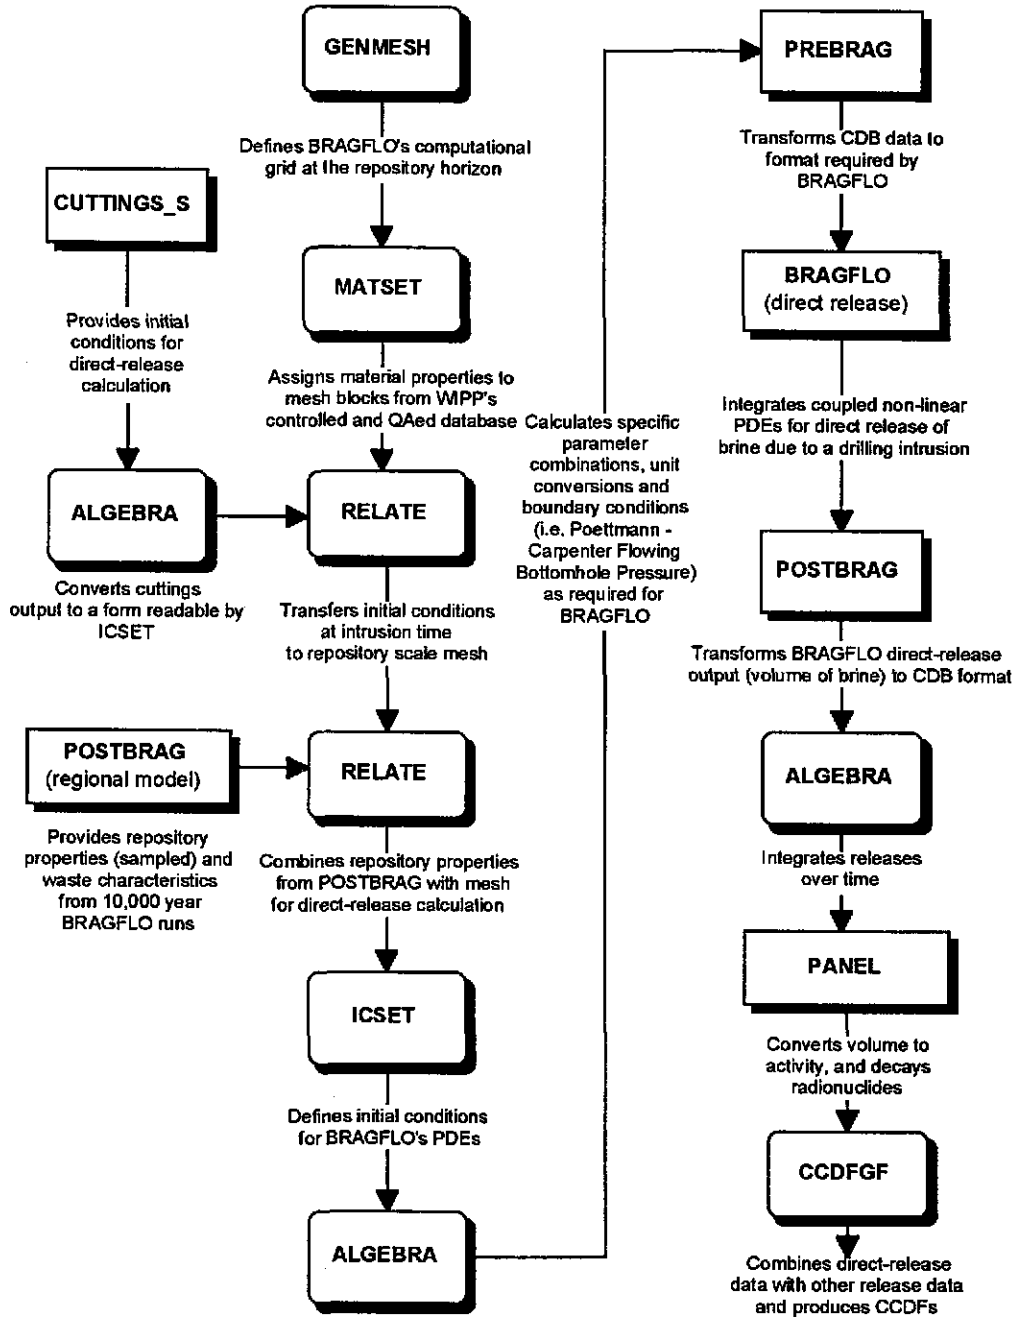 GENMESH
Defines BRAGFLO's computational
grid at the repository horizon
CUTTINGS_S
Provides initial
conditions for
direct-release
calculation
MATSET
Assigns material properties to
mesh blocks from WIPP's
controlled and QAed database
ALGEBRA
Converts cuttings
output to a form readable by
ICSET
RELATE
Transfers initial conditions
at intrusion time
to repository scale mesh
POSTBRAG
(regional model)
Provides repository
properties (sampled) and
waste characteristics
from 10,000 year
BRAGFLO runs
RELATE
Combines repository properties
from POSTBRAG with mesh
for direct-release calculation
ICSET
Defines initial conditions
for BRAGFLO's PDEs
ALGEBRA
Calculates specific
parameter
combinations, unit
conversions and
boundary conditions
(i.e. Poettmann -
Carpenter Flowing
Bottomhole Pressure)
as required for
BRAGFLO
PREBRAG
Transforms CDB data to
format required by
BRAGFLO
BRAGFLO
(direct release)
Integrates coupled non-linear
PDEs for direct release of
brine due to a drilling intrusion
POSTBRAG
Transforms BRAGFLO direct-release
output (volume of brine) to CDB format
ALGEBRA
Integrates releases
over time
PANEL
Converts volume to
activity, and decays
radionuclides
CCDFGF
Combines direct-release
data with other release data
and produces CCDFs